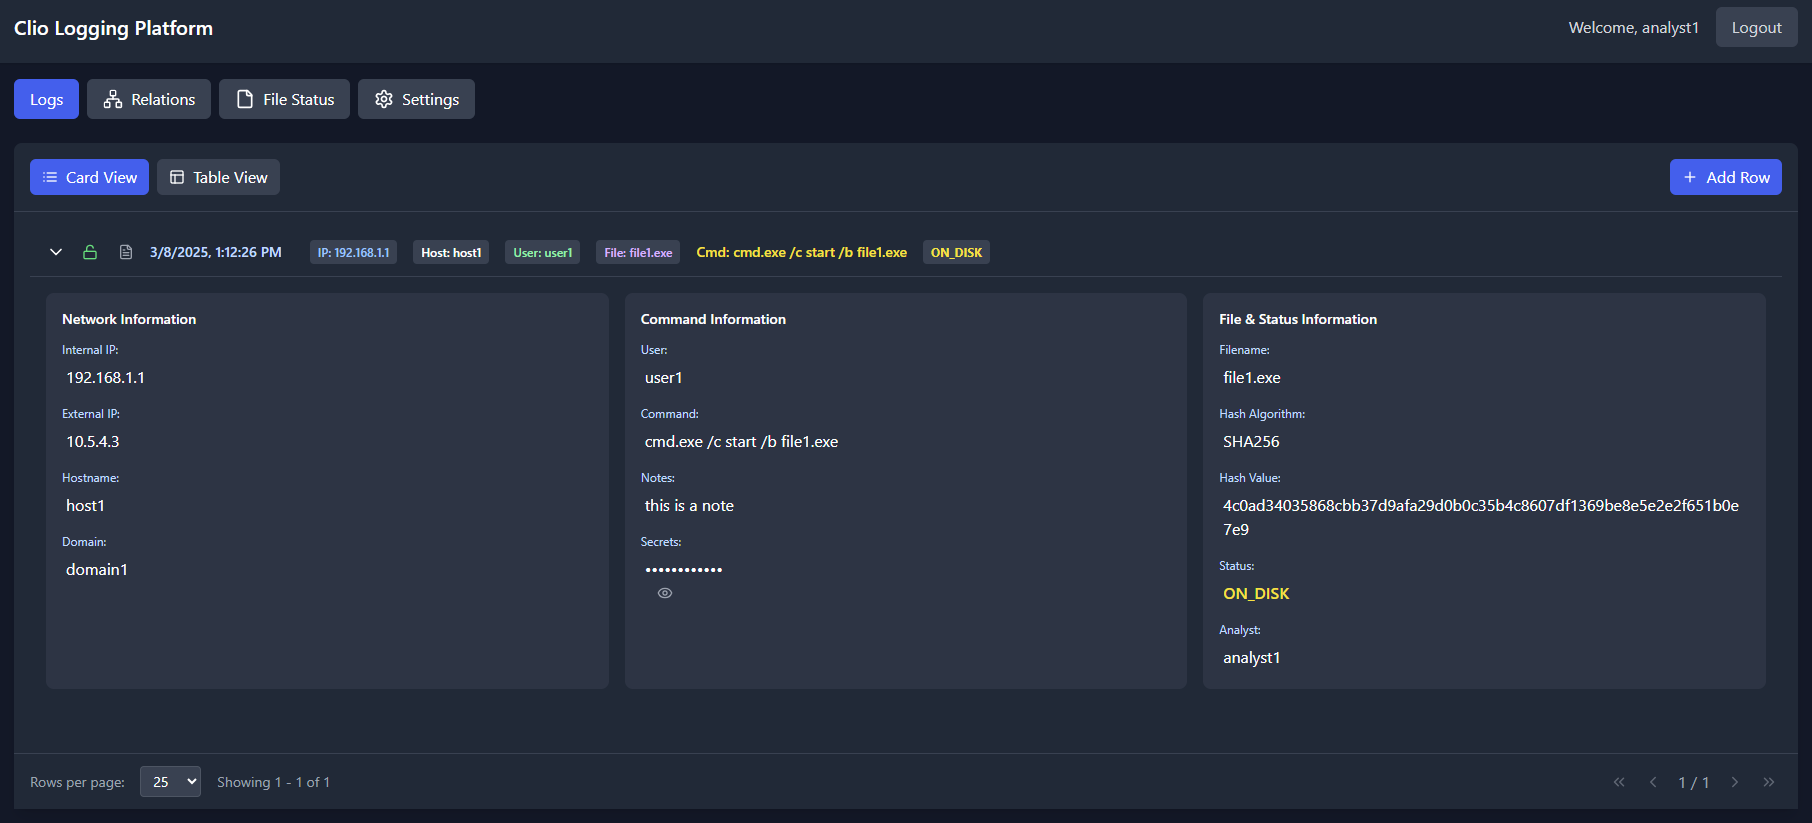 Clio Logging Platform
Welcome, analyst1
Logout
Logs
Relations
File Status
Settings
Card View
Table View
+ Add Row
3/8/2025, 1:12:26 PM
IP: 192.168.1.1
Host: host1
User: user1
File: file1.exe
Cmd: cmd.exe /c start /b file1.exe
ON_DISK
Network Information
Internal IP:
192.168.1.1
External IP:
10.5.4.3
Hostname:
host1
Domain:
domain1
Command Information
User:
user1
Command:
cmd.exe /c start /b file1.exe
Notes:
this is a note
Secrets:
••••••••••••
File & Status Information
Filename:
file1.exe
Hash Algorithm:
SHA256
Hash Value:
4c0ad34035868cbb37d9afa29d0b0c35b4c8607df1369be8e5e2e2f651b0e
7e9
Status:
ON_DISK
Analyst:
analyst1
Rows per page:
25
Showing 1 - 1 of 1
« ‹ 1 / 1 › »